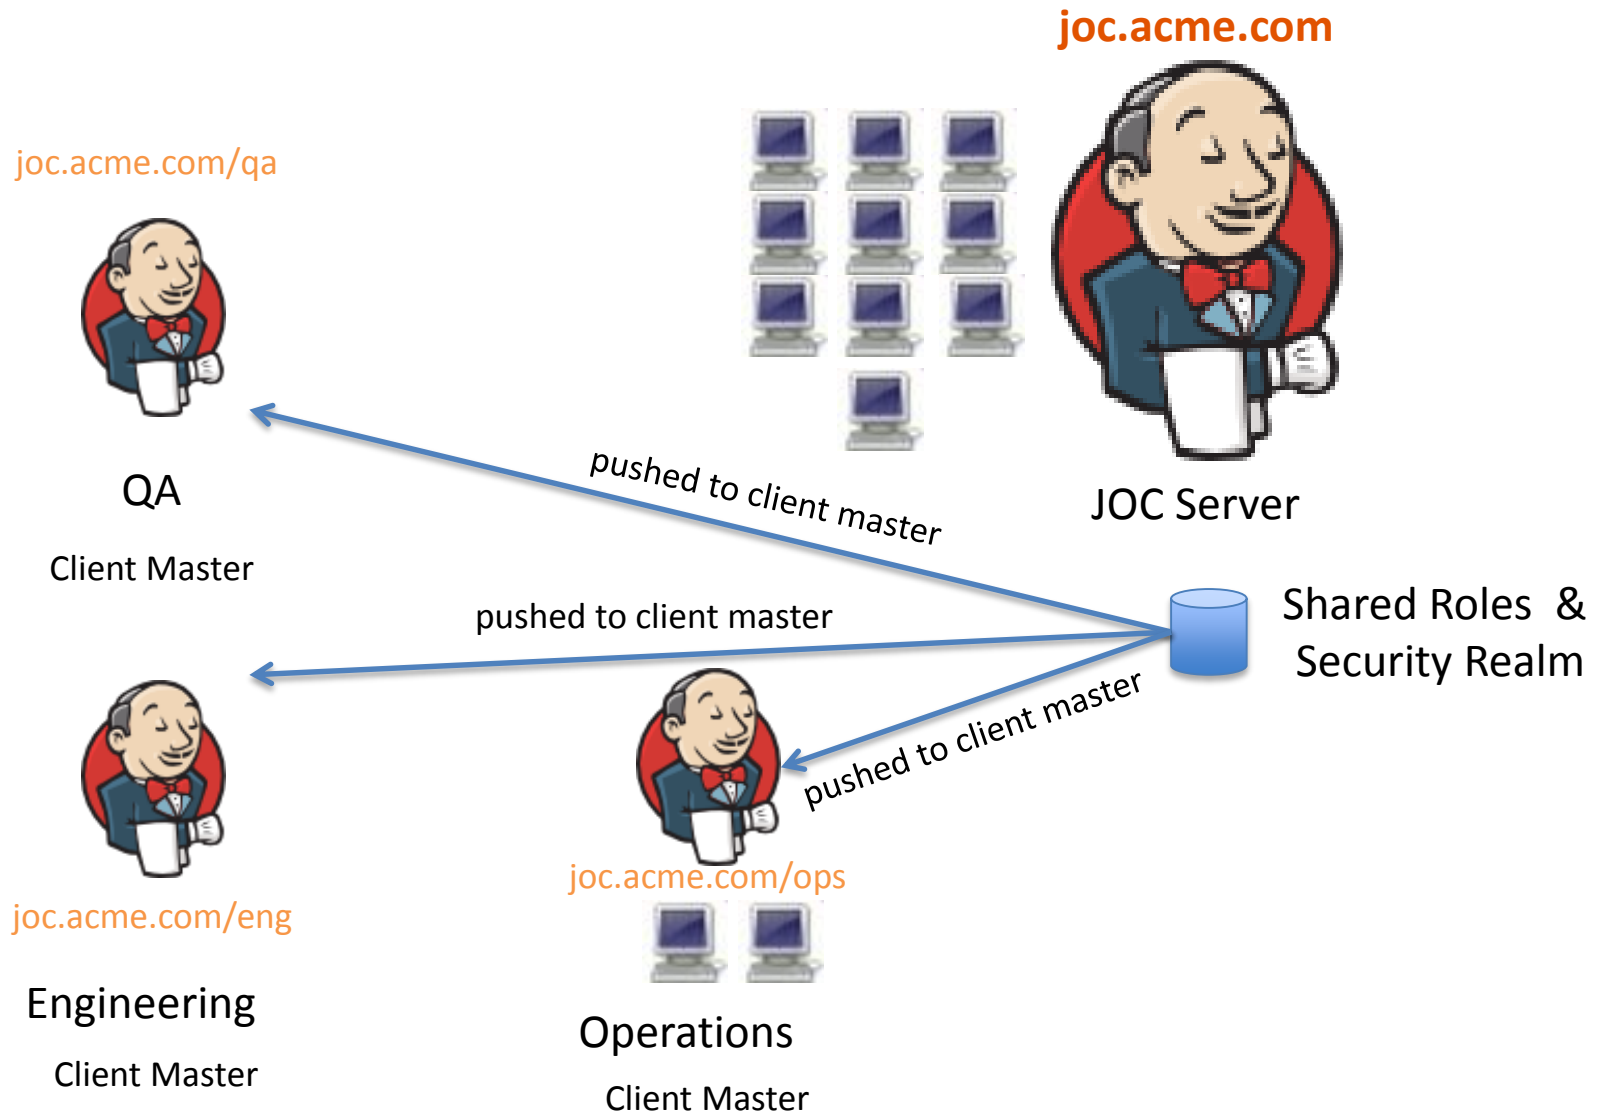 joc.acme.com
joc.acme.com/qa
pushed to client master
QA
JOC Server
Client Master
Shared Roles &
Security Realm
pushed to client master
pushed to client master
joc.acme.com/ops
joc.acme.com/eng
Engineering
Operations
Client Master
Client Master